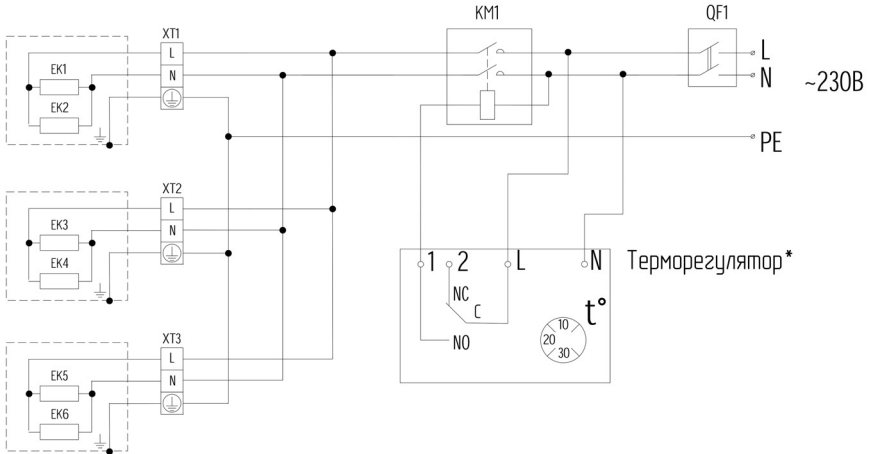 KM1
QF1
XT1
L
N
EK1
EK2
L
N
~230В
PE
XT2
L
N
EK3
EK4
1
2
L
N
Терморегулятор*
NC
C
NO
t°
10
20
30
XT3
L
N
EK5
EK6